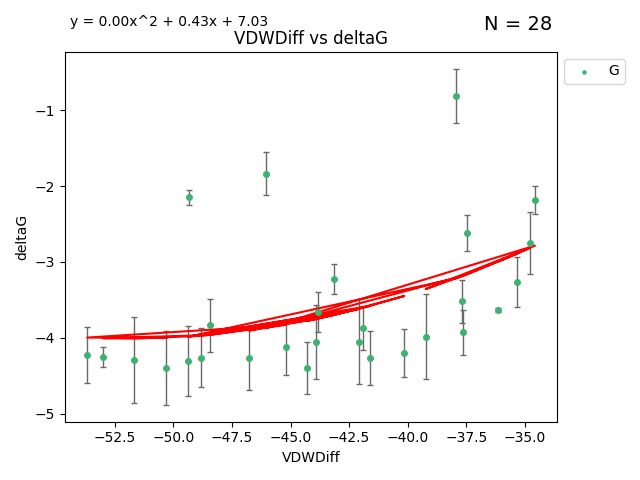 y = 0.00x^2 + 0.43x + 7.03
N = 28
VDWDiff vs deltaG
G
deltaG
−1
−2
−3
−4
−5
−52.5 −50.0 −47.5 −45.0 −42.5 −40.0 −37.5 −35.0
VDWDiff